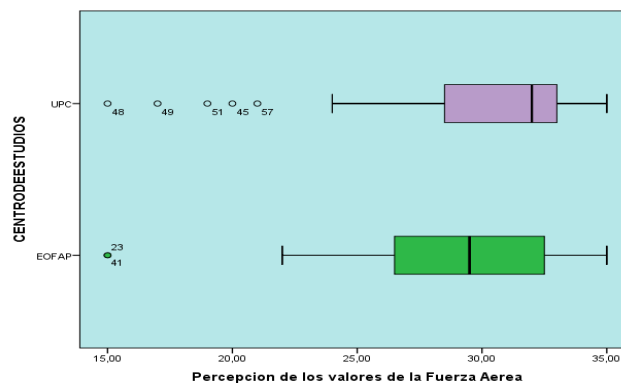 CENTRODEESTUDIOS
UPC
48 49 51 45 57
EOFAP
23
41
15,00 20,00 25,00 30,00 35,00
Percepcion de los valores de la Fuerza Aerea